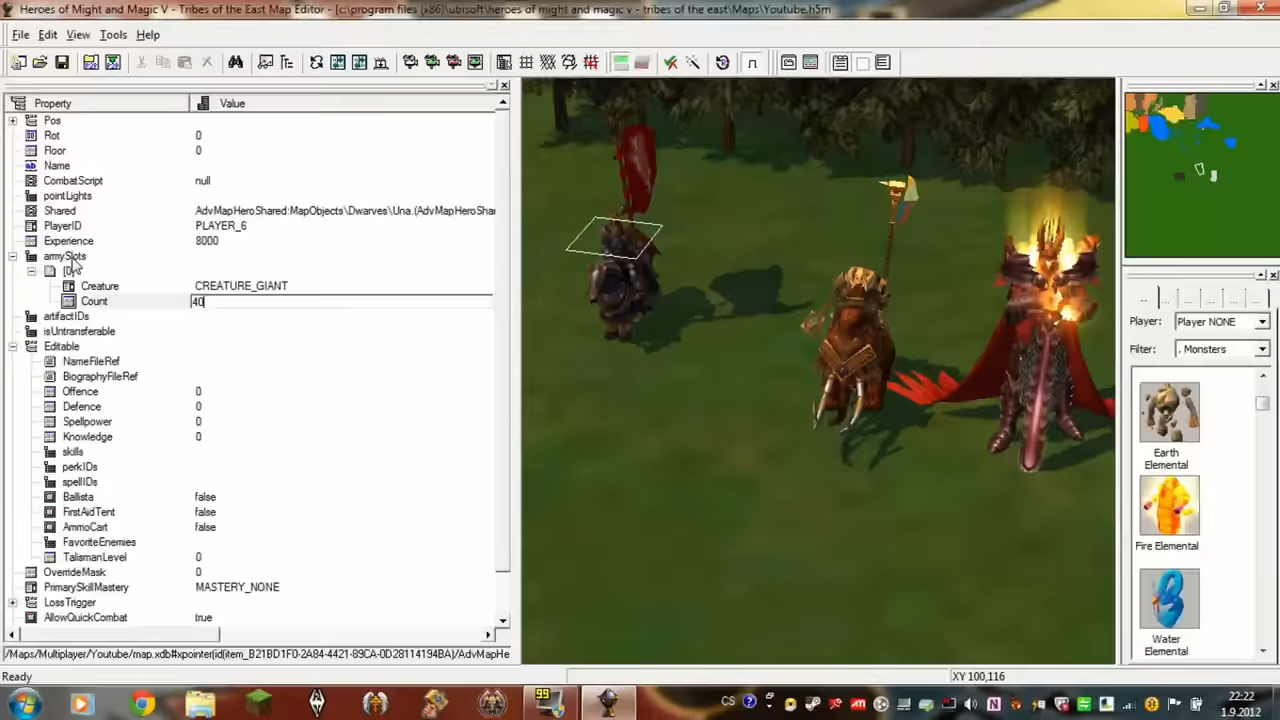 Heroes of Might and Magic V - Tribes of the East Map Editor - [c:\program files (x86)\ubisoft\heroes of might and magic v - tribes of the east\Maps\Youtube.h5m]
File Edit View Tools Help
Property Value
Pos
Rot 0
Floor 0
Name
CombatScript null
pointLights
Shared AdvMapHeroShared:MapObjects\Dwarves\Una.(AdvMapHeroShar
PlayerID PLAYER_6
Experience 8000
armySlots
[0]
Creature CREATURE_GIANT
Count 40
artifactIDs
isUntransferable
Editable
NameFileRef
BiographyFileRef
Offence 0
Defence 0
Spellpower 0
Knowledge 0
skills
perkIDs
spellIDs
Ballista false
FirstAidTent false
AmmoCart false
FavoriteEnemies
TalismanLevel 0
OverrideMask 0
PrimarySkillMastery MASTERY_NONE
LossTrigger
AllowQuickCombat true
/Maps/Multiplayer/Youtube/map.xdb#xpointer(id(item_B21BD1F0-2A84-4421-89CA-0D28114194BA)/AdvMapHe
Ready
XY 100,116
Player: Player NONE
Filter: . Monsters
Earth
Elemental
Fire Elemental
Water
Elemental
99
CS
22:22
1.9.2012